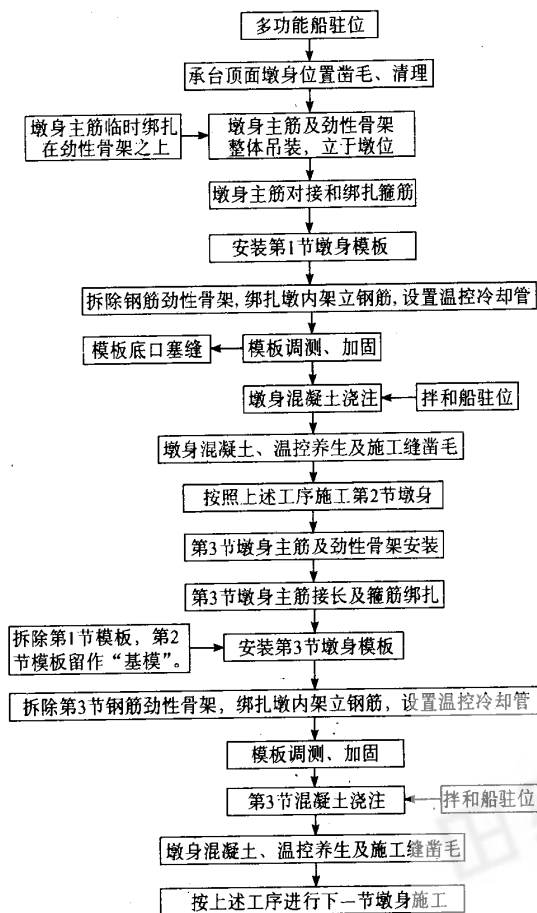 多功能船驻位
承台顶面墩身位置凿毛、清理
墩身主筋临时绑扎
在劲性骨架之上
墩身主筋及劲性骨架
整体吊装，立于墩位
墩身主筋对接和绑扎箍筋
安装第1节墩身模板
拆除钢筋劲性骨架,绑扎墩内架立钢筋,设置温控冷却管
模板底口塞缝
模板调测、加固
墩身混凝土浇注
拌和船驻位
墩身混凝土、温控养生及施工缝凿毛
按照上述工序施工第2节墩身
第3节墩身主筋及劲性骨架安装
第3节墩身主筋接长及箍筋绑扎
拆除第1节模板，第2
节模板留作“基模”。
安装第3节墩身模板
拆除第3节钢筋劲性骨架，绑扎墩内架立钢筋，设置温控冷却管
模板调测、加固
第3节混凝土浇注
拌和船驻位
墩身混凝土、温控养生及施工缝凿毛
按上述工序进行下一节墩身施工